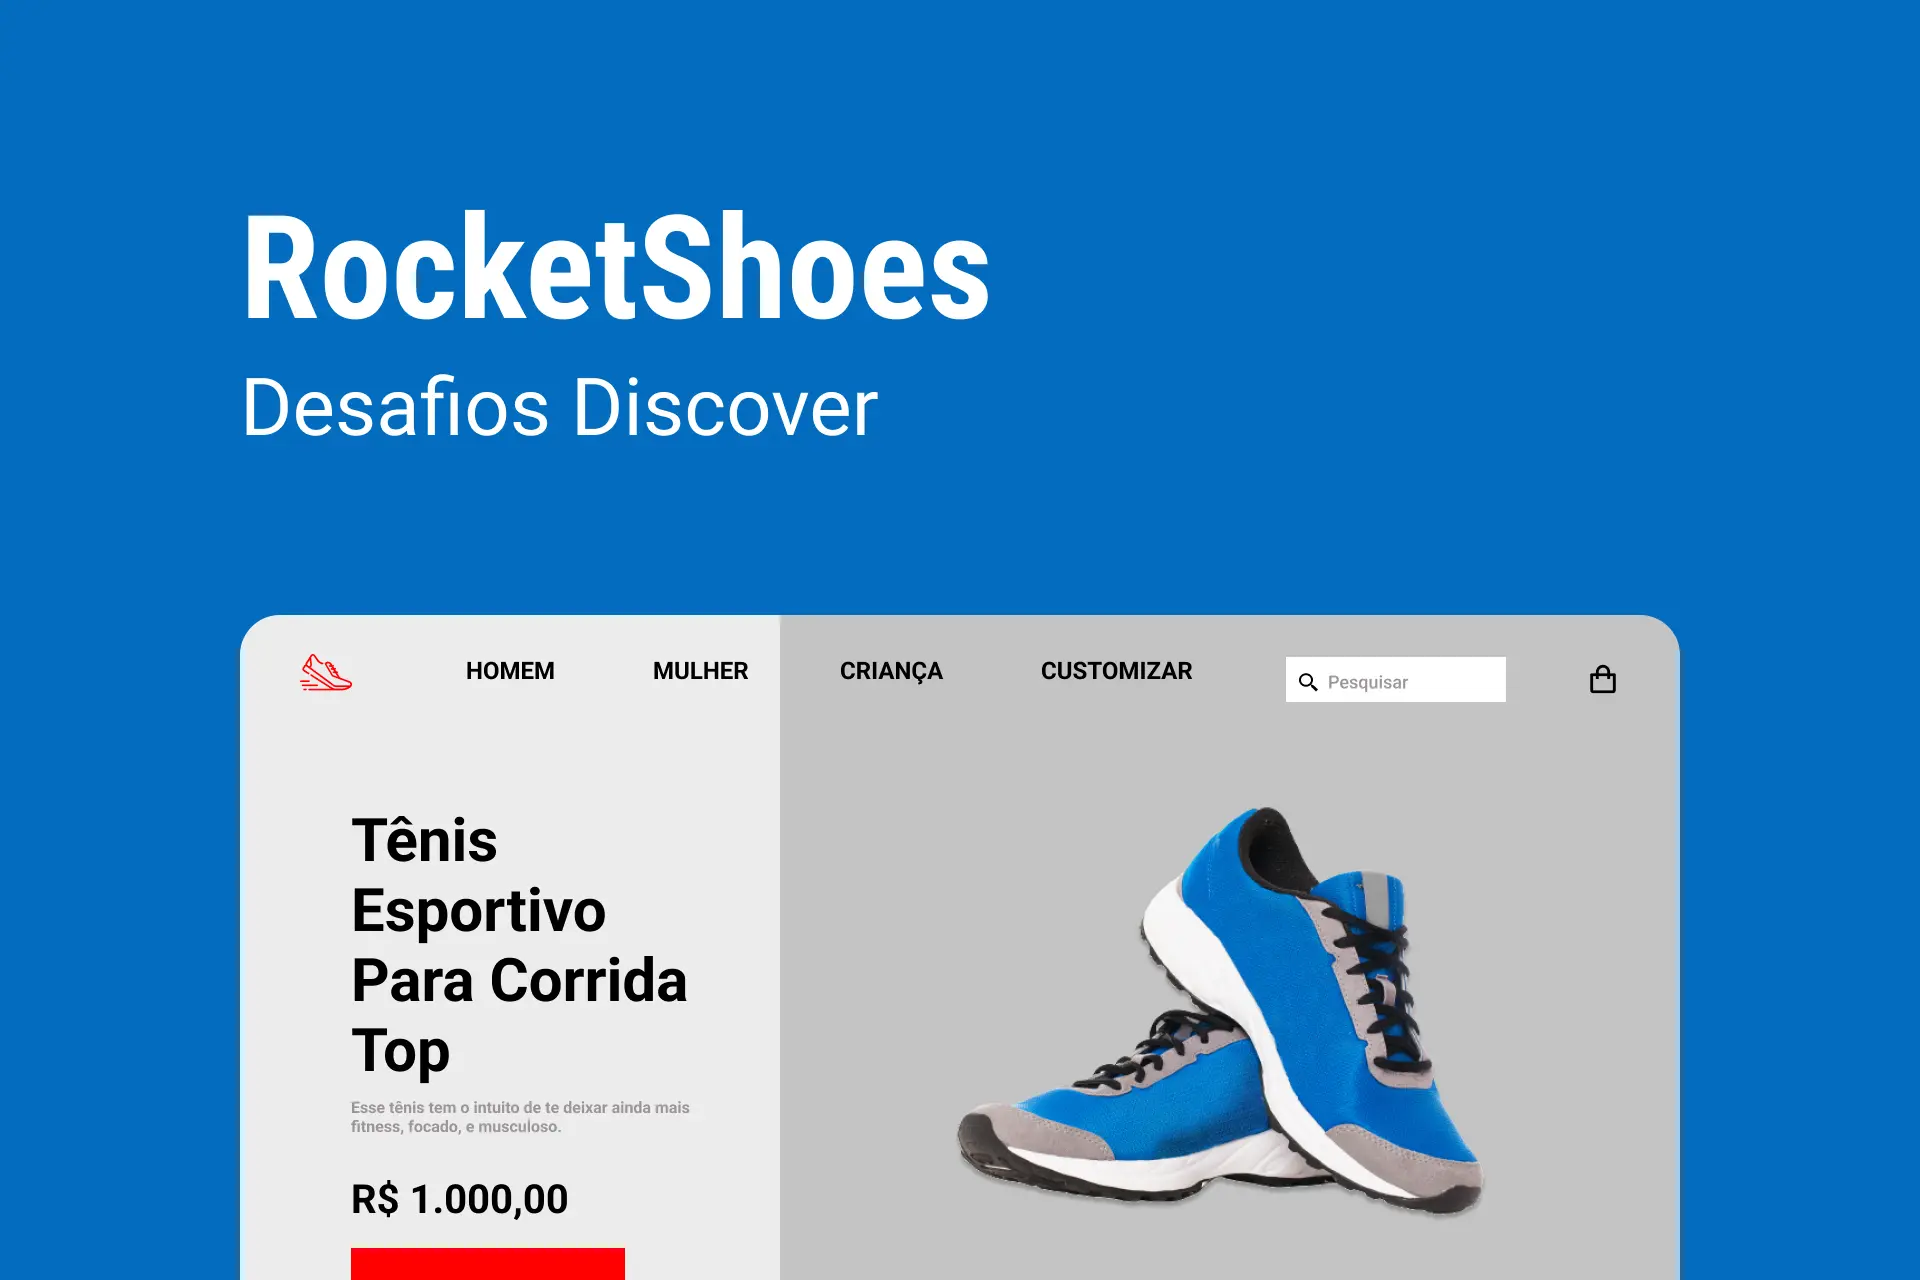 RocketShoes
Desafios Discover
HOMEM
MULHER
CRIANÇA
CUSTOMIZAR
Pesquisar
Tênis
Esportivo
Para Corrida
Top
Esse tênis tem o intuito de te deixar ainda mais
fitness, focado, e musculoso.
R$ 1.000,00